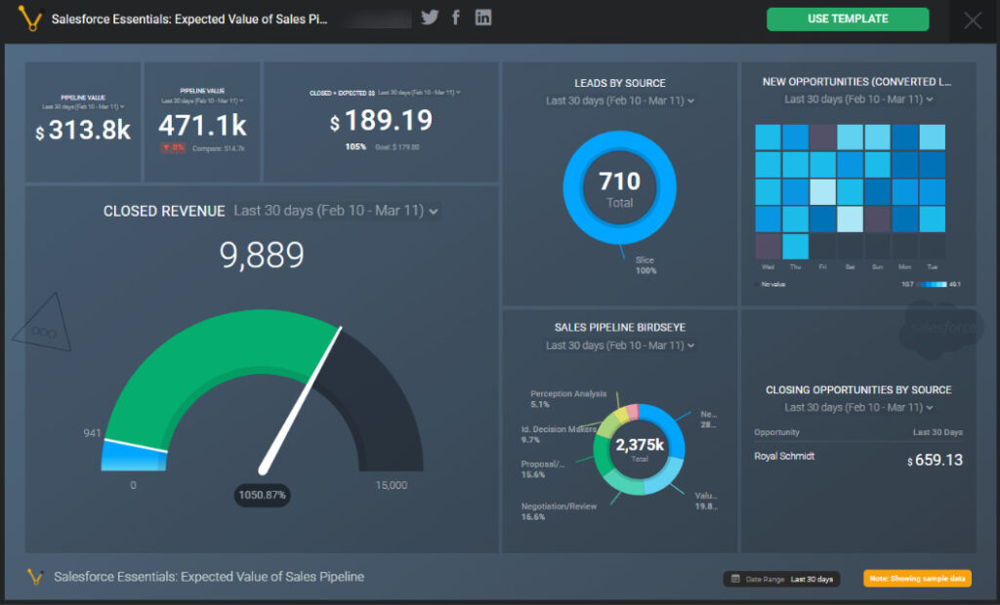 Salesforce Essentials: Expected Value of Sales Pi...
USE TEMPLATE
PIPELINE VALUE
Last 30 days (Feb 10 - Mar 11)
$ 313.8k
PIPELINE VALUE
Last 30 days (Feb 10 - Mar 11)
471.1k
▼ 8% Compare: 514.7k
CLOSED + EXPECTED $$ Last 30 days (Feb 10 - Mar 11)
$ 189.19
105% Goal: $ 179.80
CLOSED REVENUE Last 30 days (Feb 10 - Mar 11)
9,889
941
0
15,000
1050.87%
LEADS BY SOURCE
Last 30 days (Feb 10 - Mar 11)
710
Total
Slice
100%
NEW OPPORTUNITIES (CONVERTED L...
Last 30 days (Feb 10 - Mar 11)
Wed Thu Fri Sat Sun Mon Tue
No value 10.7 49.1
SALES PIPELINE BIRDSEYE
Last 30 days (Feb 10 - Mar 11)
Perception Analysis
5.1%
Id. Decision Makers
9.7%
Proposal/...
15.6%
Negotiation/Review
16.6%
2,375k
Total
Ne...
28...
Valu...
19.8...
salesforce
CLOSING OPPORTUNITIES BY SOURCE
Last 30 days (Feb 10 - Mar 11)
Opportunity Last 30 Days
Royal Schmidt $ 659.13
Salesforce Essentials: Expected Value of Sales Pipeline
Date Range Last 30 days
Note: Showing sample data